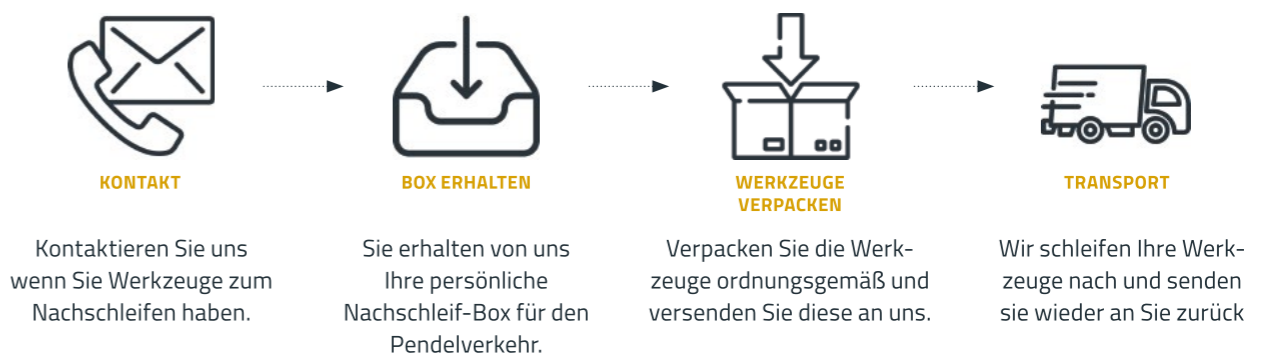 KONTAKT
Kontaktieren Sie uns
wenn Sie Werkzeuge zum
Nachschleifen haben.
BOX ERHALTEN
Sie erhalten von uns
Ihre persönliche
Nachschleif-Box für den
Pendelverkehr.
WERKZEUGE
VERPACKEN
Verpacken Sie die Werk-
zeuge ordnungsgemäß und
versenden Sie diese an uns.
TRANSPORT
Wir schleifen Ihre Werk-
zeuge nach und senden
sie wieder an Sie zurück